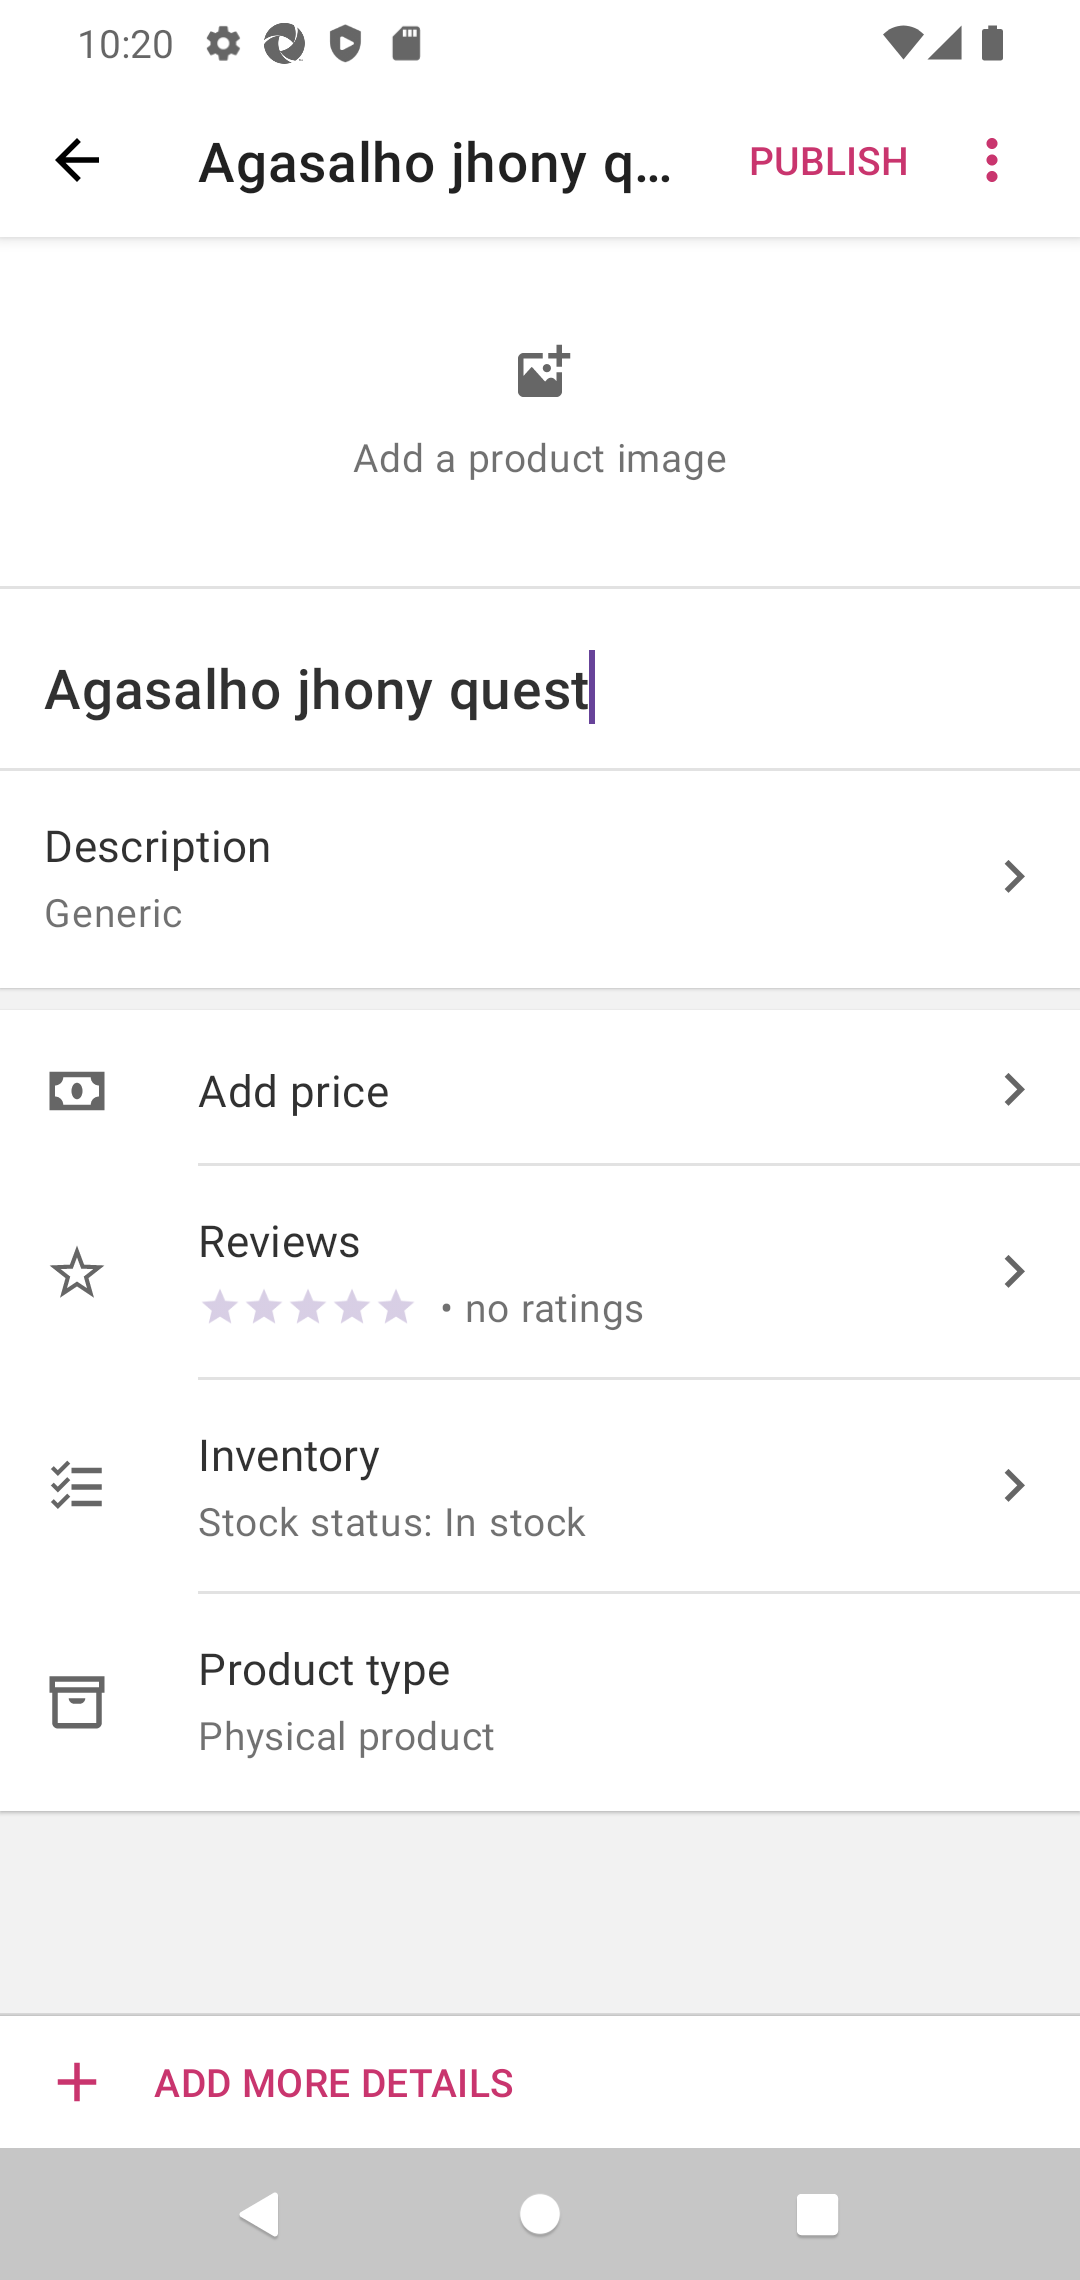 10:20
Agasalho jhony q... PUBLISH
Add a product image
Agasalho jhony quest
Description
Generic
Add price
Reviews
• no ratings
Inventory
Stock status: In stock
Product type
Physical product
ADD MORE DETAILS